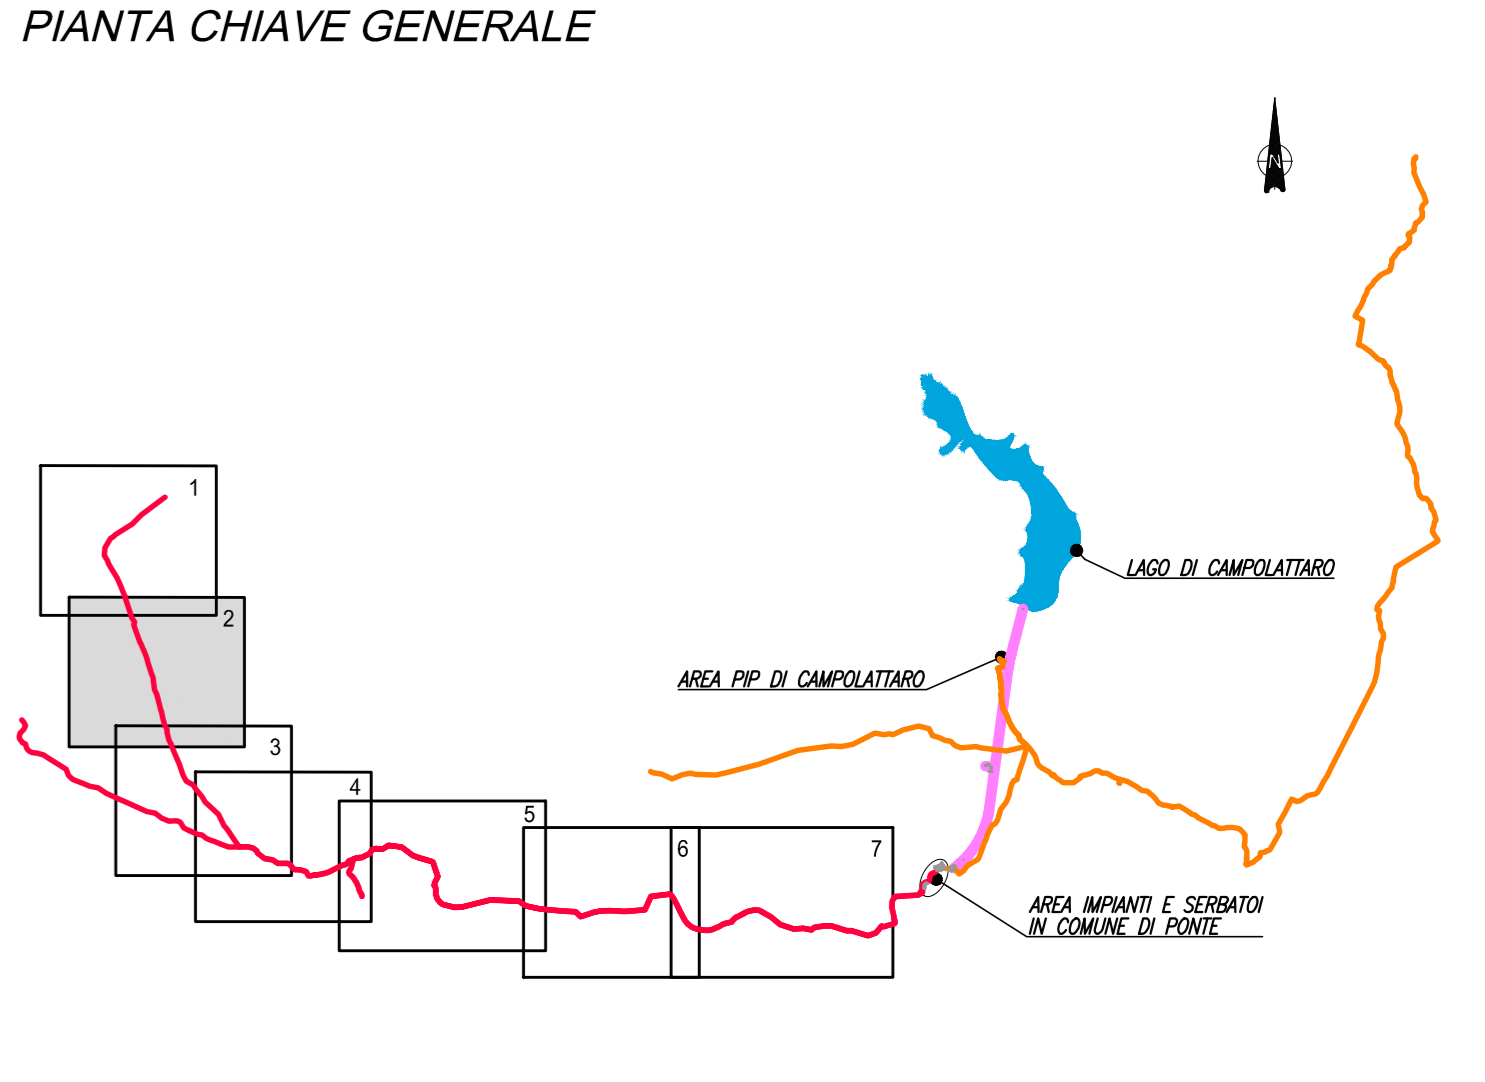 PIANTA CHIAVE GENERALE
N
1
2
3
4
5
6
7
LAGO DI CAMPOLATTARO
AREA PIP DI CAMPOLATTARO
AREA IMPIANTI E SERBATOI
IN COMUNE DI PONTE